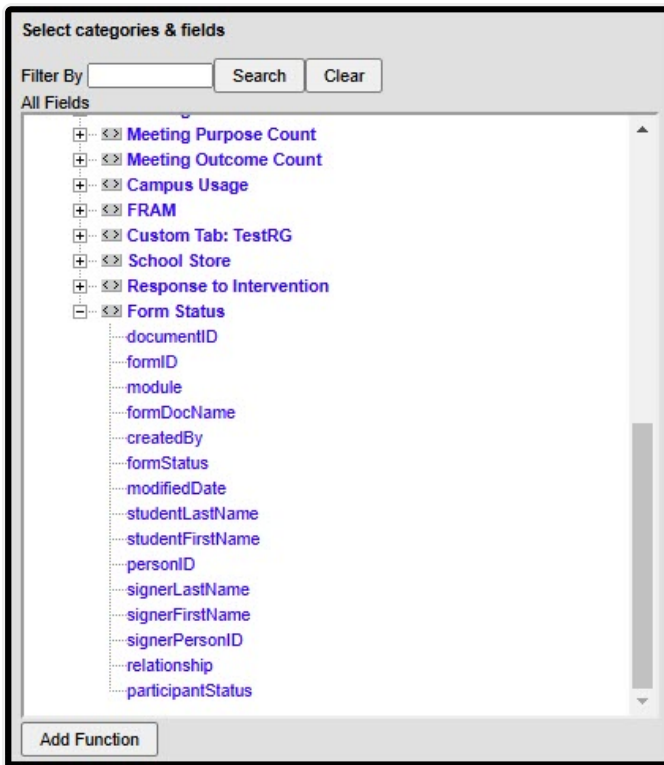 Select categories & fields
Filter By Search Clear
All Fields
Meeting Purpose Count
Meeting Outcome Count
Campus Usage
FRAM
Custom Tab: TestRG
School Store
Response to Intervention
Form Status
documentID
formID
module
formDocName
createdBy
formStatus
modifiedDate
studentLastName
studentFirstName
personID
signerLastName
signerFirstName
signerPersonID
relationship
participantStatus
Add Function